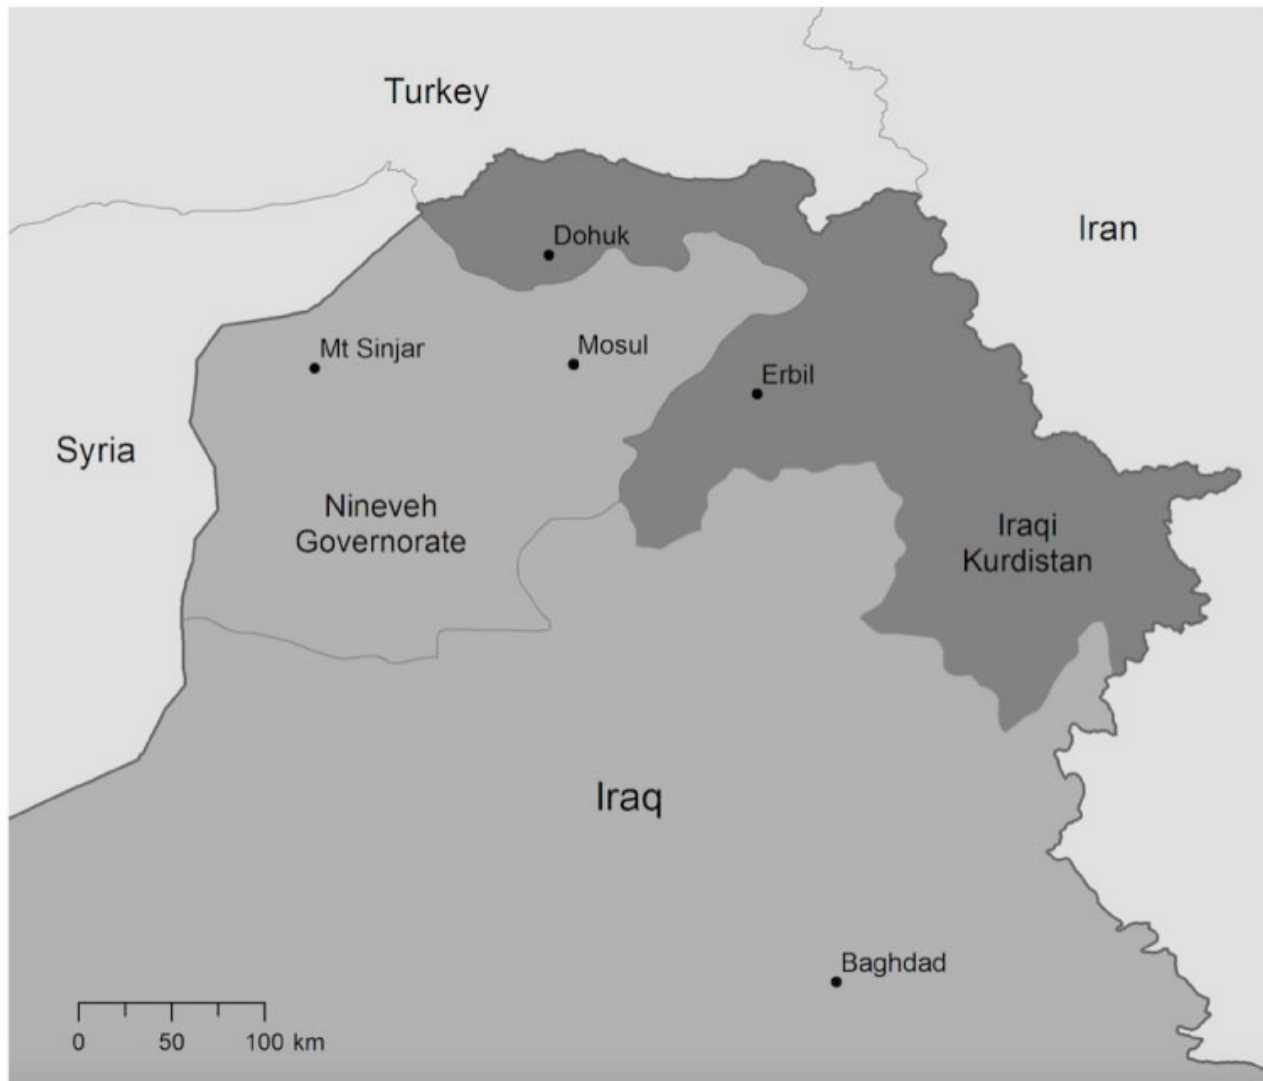 Turkey
Iran
Dohuk
Mt Sinjar
Mosul
Erbil
Syria
Nineveh
Governorate
Iraqi
Kurdistan
Iraq
Baghdad
0 50 100 km